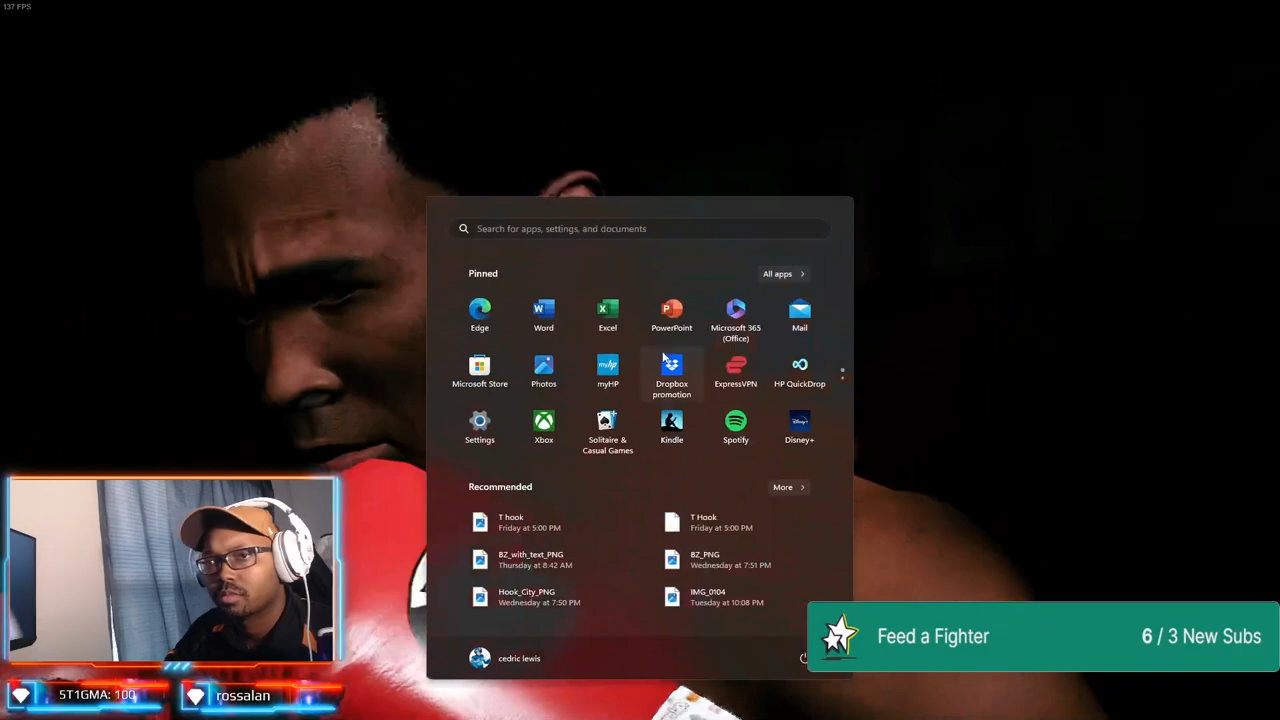 137 FPS
Search for apps, settings, and documents
Pinned
All apps
Edge
Word
Excel
PowerPoint
Microsoft 365
(Office)
Mail
Microsoft Store
Photos
myHP
Dropbox
promotion
ExpressVPN
HP QuickDrop
Settings
Xbox
Solitaire &
Casual Games
Kindle
Spotify
Disney+
Recommended
More
T hook
Friday at 5:00 PM
T Hook
Friday at 5:00 PM
BZ_with_text_PNG
Thursday at 8:42 AM
BZ_PNG
Wednesday at 7:51 PM
Hook_City_PNG
Wednesday at 7:50 PM
IMG_0104
Tuesday at 10:08 PM
cedric lewis
Feed a Fighter
6 / 3 New Subs
5T1GMA: 100
rossalan